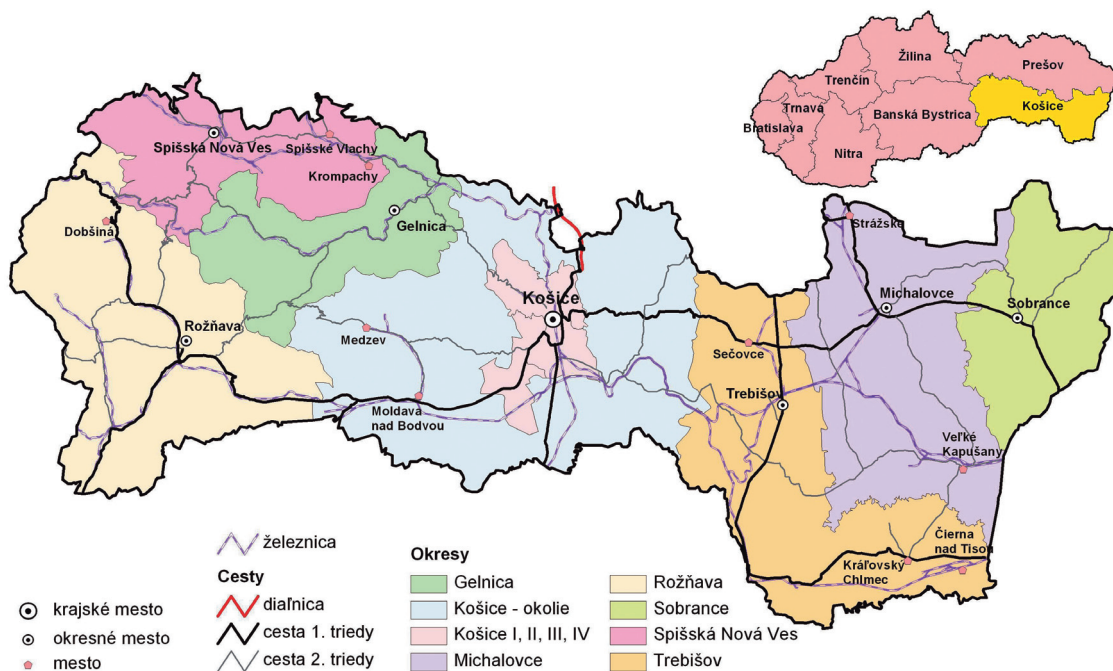 Žilina
Prešov
Trenčín
Košice
Trnava
Banská Bystrica
Bratislava
Nitra
Spišská Nová Ves
Spišské Vlachy
Krompachy
Gelnica
Dobšiná
Strážske
Košice
Michalovce
Sobrance
Rožňava
Medzev
Sečovce
Trebišov
Moldava
nad Bodvou
Veľké
Kapušany
Čierna
nad Tisou
Kráľovský
Chlmec
železnica
Cesty
diaľnica
cesta 1. triedy
cesta 2. triedy
krajské mesto
okresné mesto
mesto
Okresy
Gelnica
Košice - okolie
Košice I, II, III, IV
Michalovce
Rožňava
Sobrance
Spišská Nová Ves
Trebišov